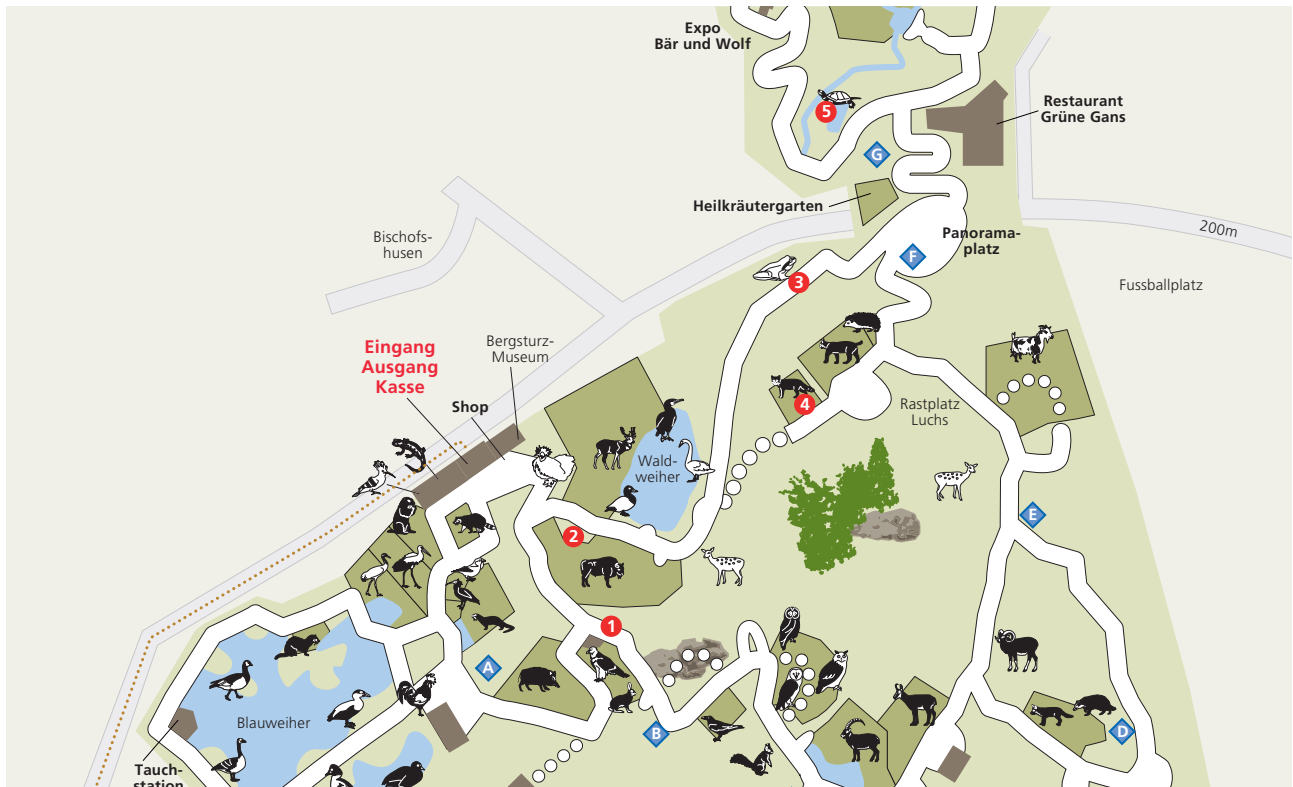 Expo
Bär und Wolf
5
Restaurant
Grüne Gans
G
Heilkräutergarten
Bischofs-
husen
200m
Panorama-
platz
F
3
Fussballplatz
Bergsturz-
Museum
Eingang
Ausgang
Kasse
Shop
4
Rastplatz
Luchs
Wald-
weiher
E
2
1
A
Blauweiher
B
D
Tauch-
station